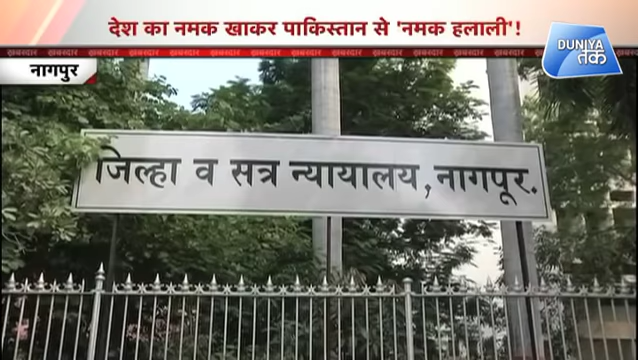 देश का नमक खाकर पाकिस्तान से 'नमक हलाली'!
DUNIYA
तक
नागपुर
जिल्हा व सत्र न्यायालय, नागपूर.